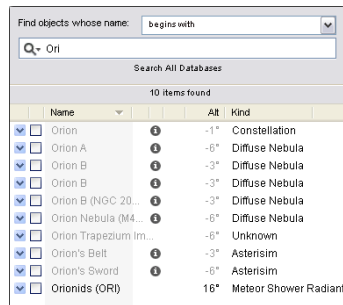 Find objects whose name: begins with
Ori
Search All Databases
10 items found
Name Alt Kind
Orion -1° Constellation
Orion A -6° Diffuse Nebula
Orion B -3° Diffuse Nebula
Orion B -3° Diffuse Nebula
Orion B (NGC 20... -3° Diffuse Nebula
Orion Nebula (M4... -6° Diffuse Nebula
Orion Trapezium Im... -6° Unknown
Orion's Belt -3° Asterisim
Orion's Sword -6° Asterisim
Orionids (ORI) 16° Meteor Shower Radiant